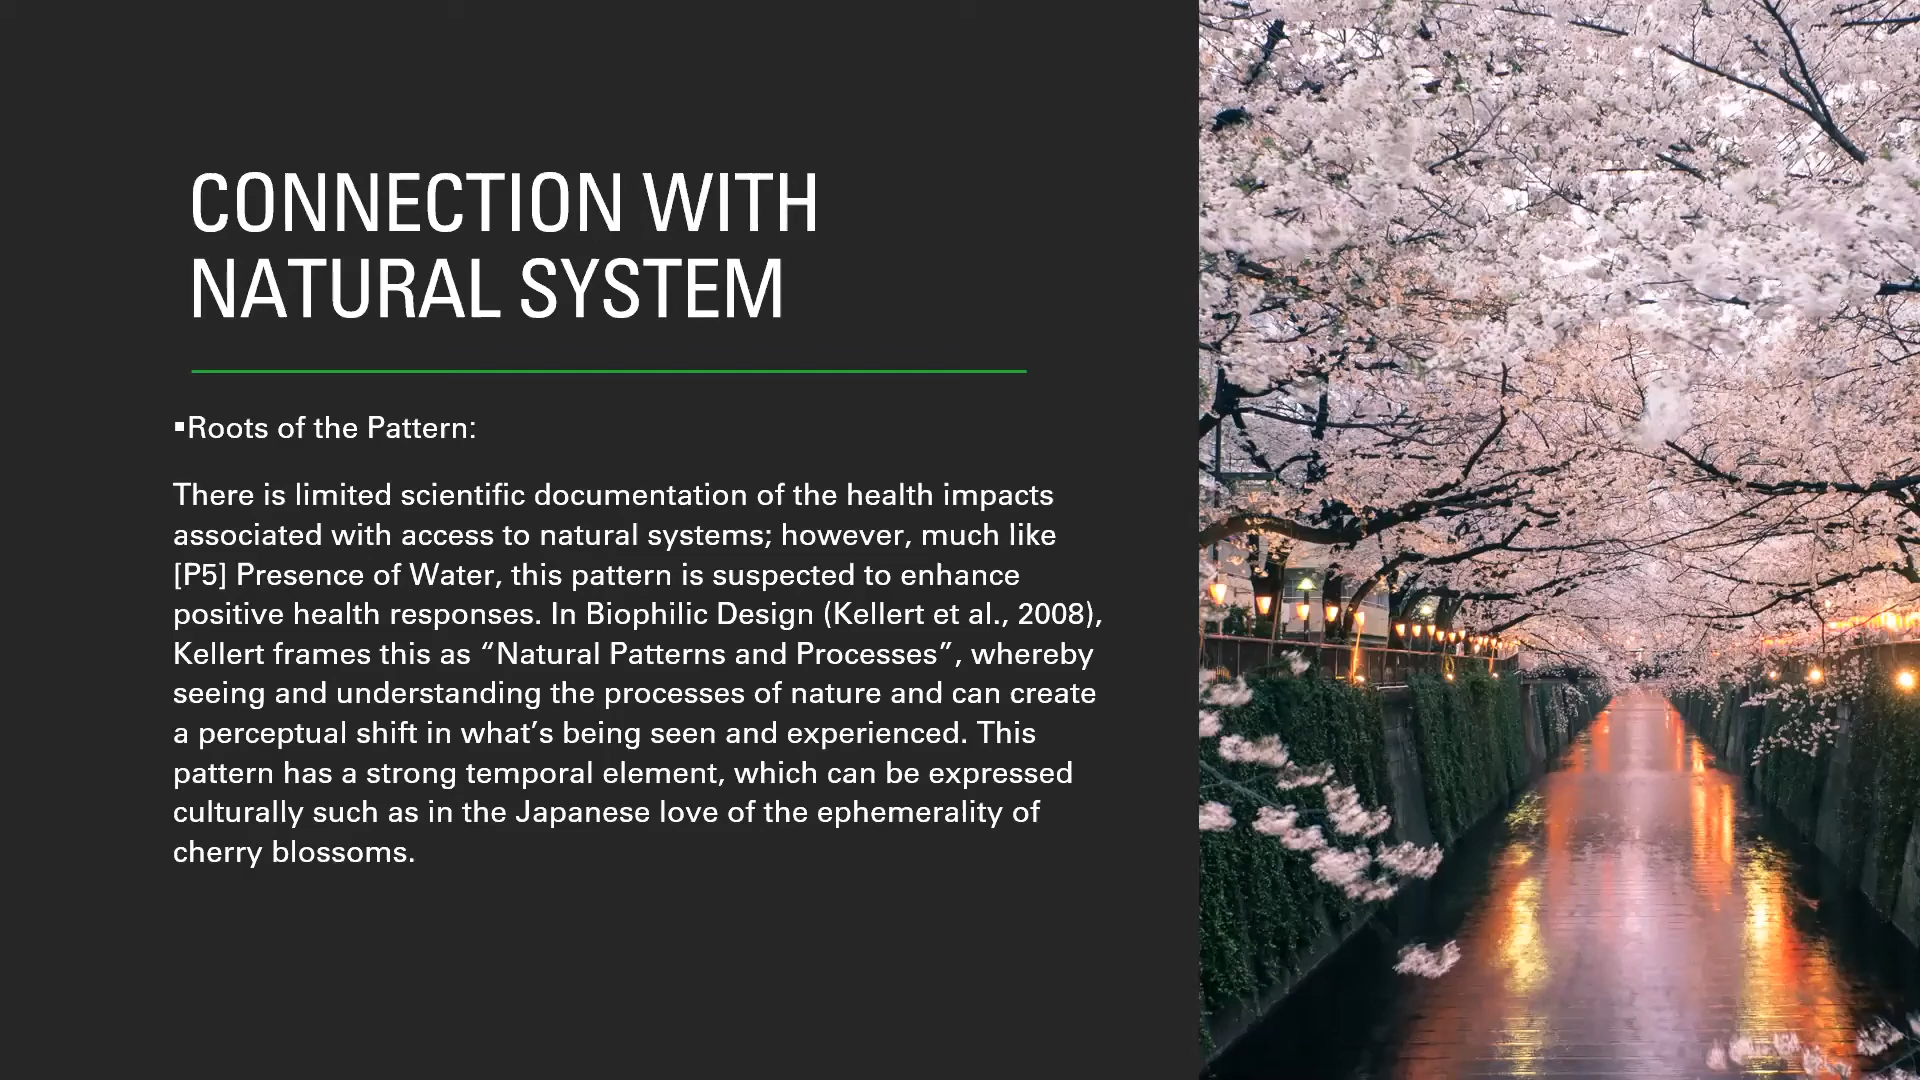 CONNECTION WITH
NATURAL SYSTEM
▪Roots of the Pattern:
There is limited scientific documentation of the health impacts
associated with access to natural systems; however, much like
[P5] Presence of Water, this pattern is suspected to enhance
positive health responses. In Biophilic Design (Kellert et al., 2008),
Kellert frames this as “Natural Patterns and Processes”, whereby
seeing and understanding the processes of nature and can create
a perceptual shift in what’s being seen and experienced. This
pattern has a strong temporal element, which can be expressed
culturally such as in the Japanese love of the ephemerality of
cherry blossoms.